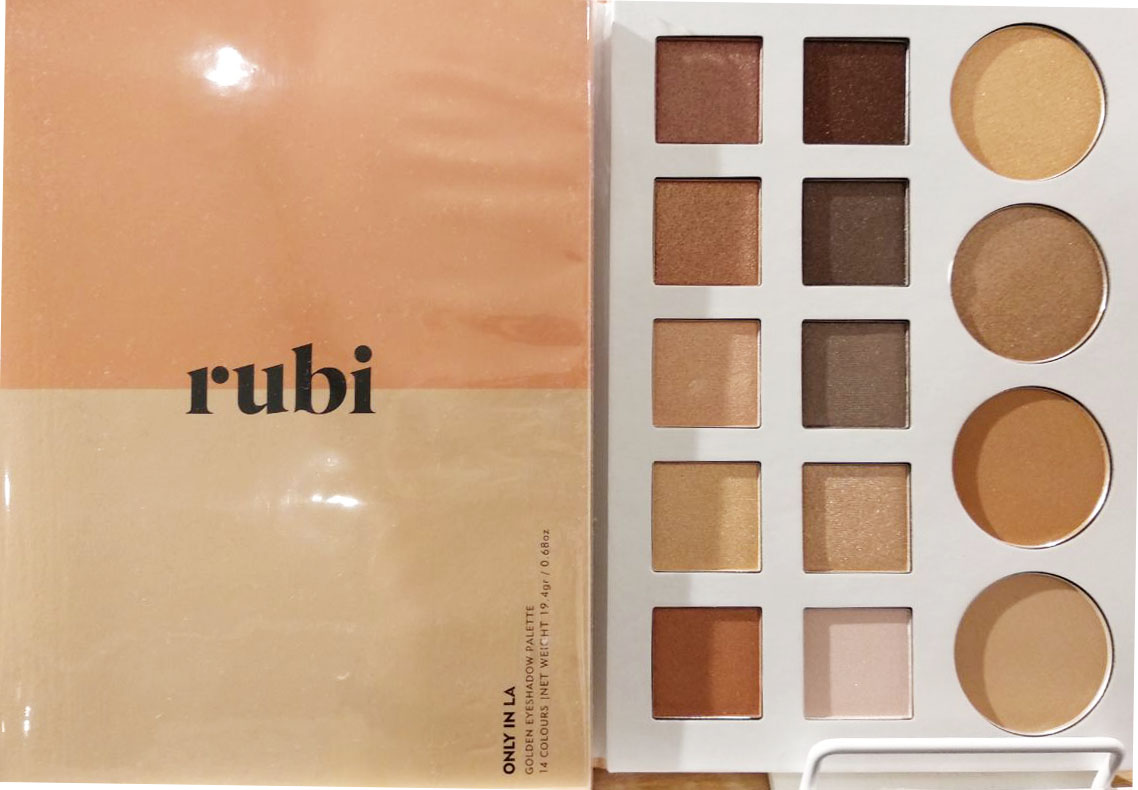 rubi
ONLY IN LA
GOLDEN EYESHADOW PALETTE
14 COLOURS |NET WEIGHT 19.4gr / 0.68oz